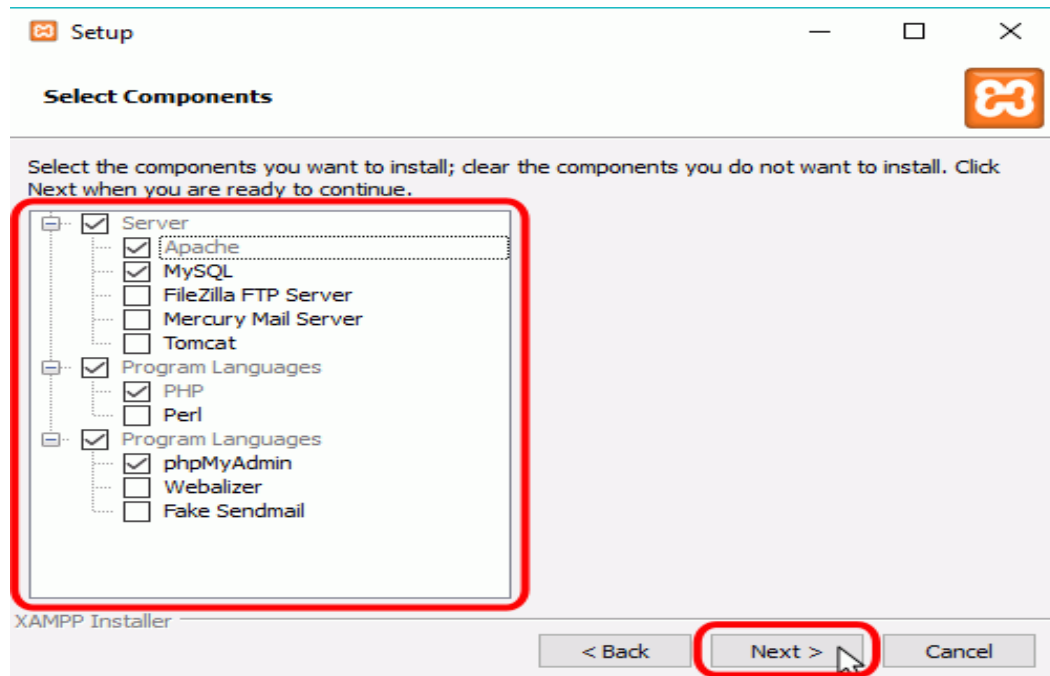 Setup
Select Components
Select the components you want to install; clear the components you do not want to install. Click
Next when you are ready to continue.
Server
Apache
MySQL
FileZilla FTP Server
Mercury Mail Server
Tomcat
Program Languages
PHP
Perl
Program Languages
phpMyAdmin
Webalizer
Fake Sendmail
XAMPP Installer
< Back Next > Cancel